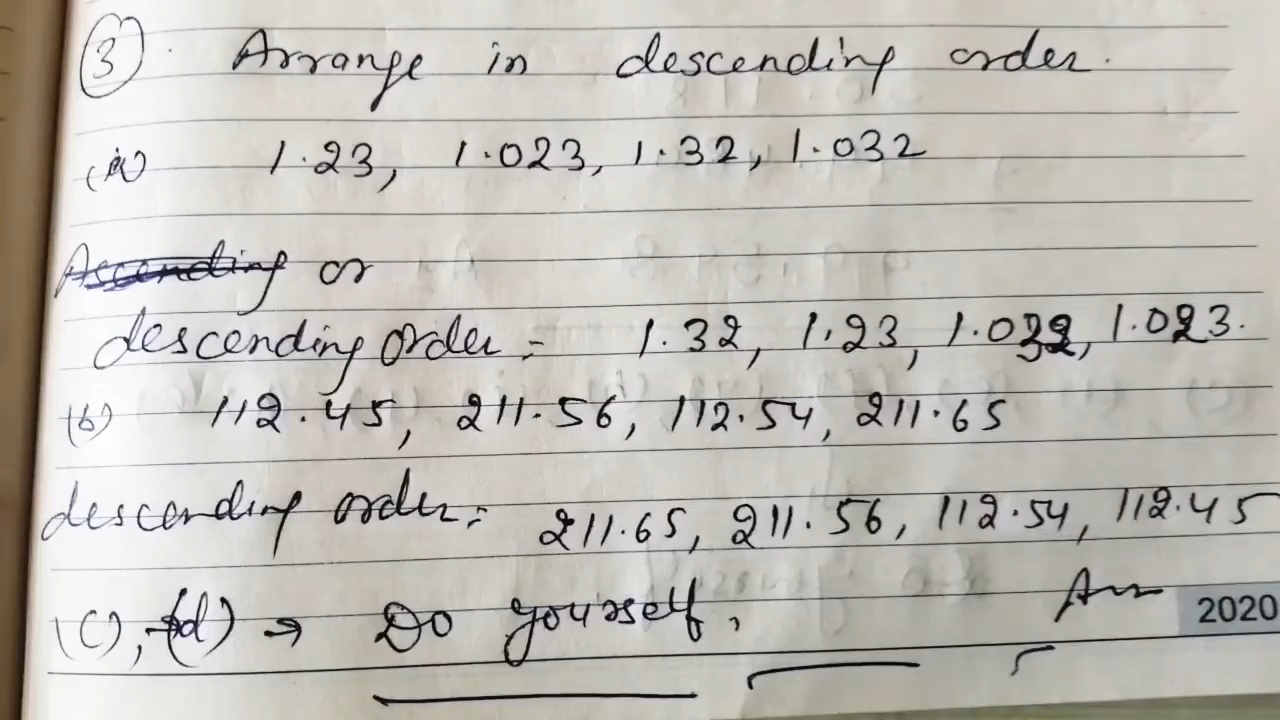 (3). Arrange in descending order.
(a) 1.23, 1.023, 1.32, 1.032
Ascending or
descending order = 1.32, 1.23, 1.032, 1.023.
(b) 112.45, 211.56, 112.54, 211.65
descending order = 211.65, 211.56, 112.54, 112.45
Ans
(c), (d) → Do yourself,
2020